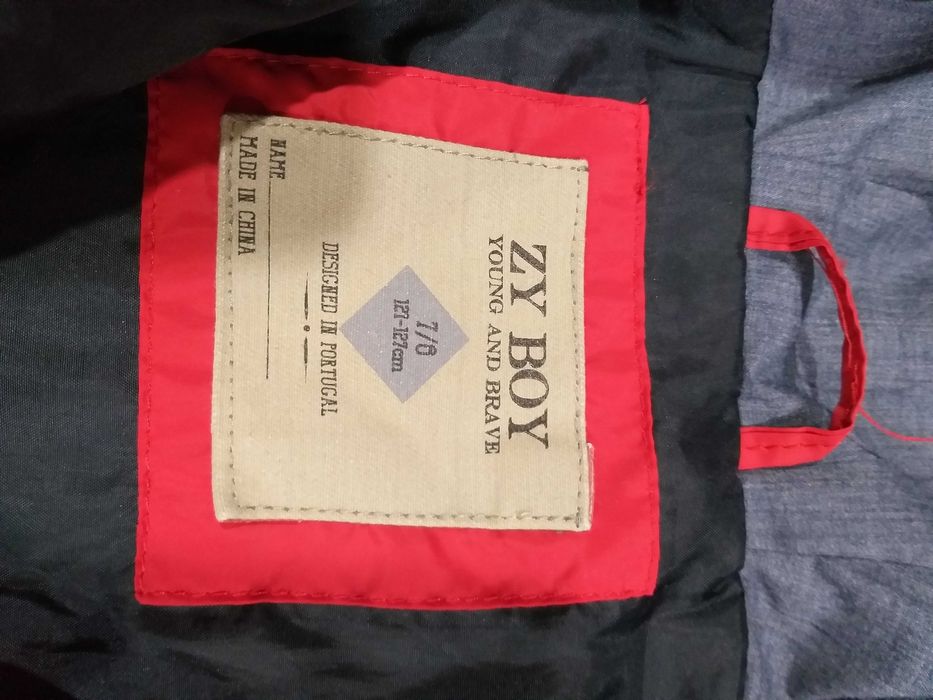 ZY BOY
YOUNG AND BRAVE
7/8
121-127cm
DESIGNED IN PORTUGAL
NAME
MADE IN CHINA